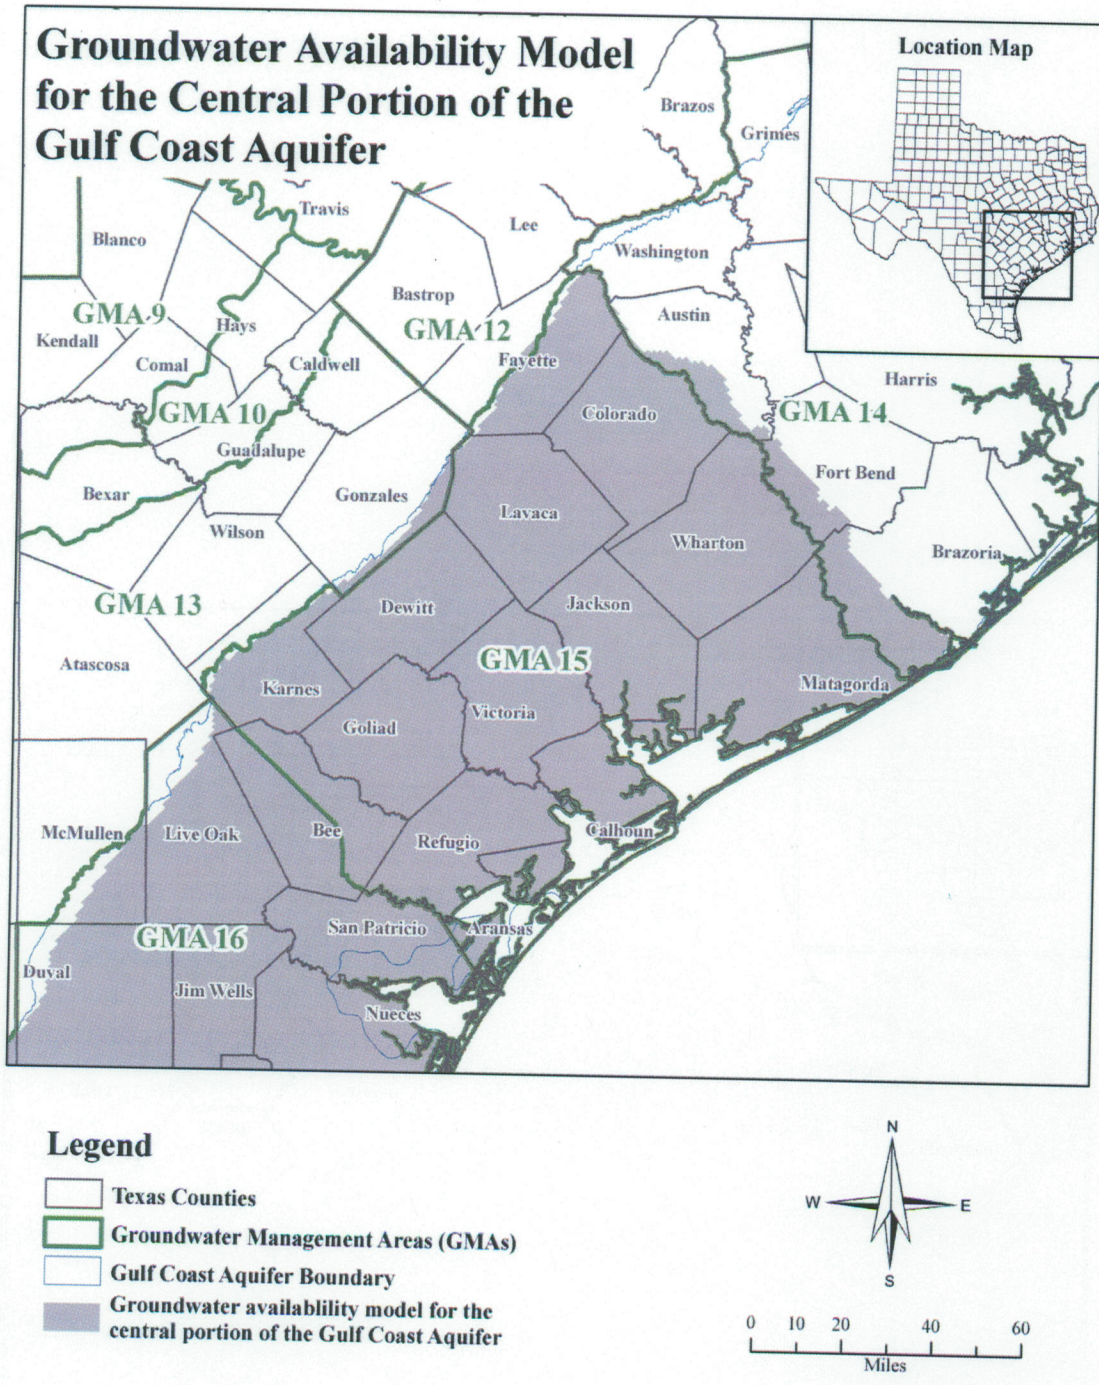 Groundwater Availability Model
for the Central Portion of the
Gulf Coast Aquifer
Location Map
Brazos
Grimes
Travis
Lee
Blanco
Washington
Bastrop
GMA 9
Hays
GMA 12
Austin
Kendall
Comal
Caldwell
Fayette
Harris
GMA 10
Colorado
GMA 14
Guadalupe
Bexar
Gonzales
Fort Bend
Wilson
Lavaca
Wharton
Brazoria
GMA 13
Dewitt
Jackson
Atascosa
GMA 15
Karnes
Matagorda
Goliad
Victoria
McMullen
Live Oak
Bee
Refugio
Calhoun
San Patricio
Aransas
GMA 16
Duval
Jim Wells
Nueces
Legend
Texas Counties
Groundwater Management Areas (GMAs)
Gulf Coast Aquifer Boundary
Groundwater availablility model for the
central portion of the Gulf Coast Aquifer
N
W
E
S
0 10 20 40 60
Miles